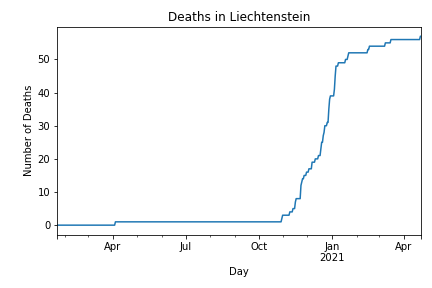 Deaths in Liechtenstein
Number of Deaths
50
40
30
20
10
0
Apr
Jul
Oct
Jan
2021
Apr
Day